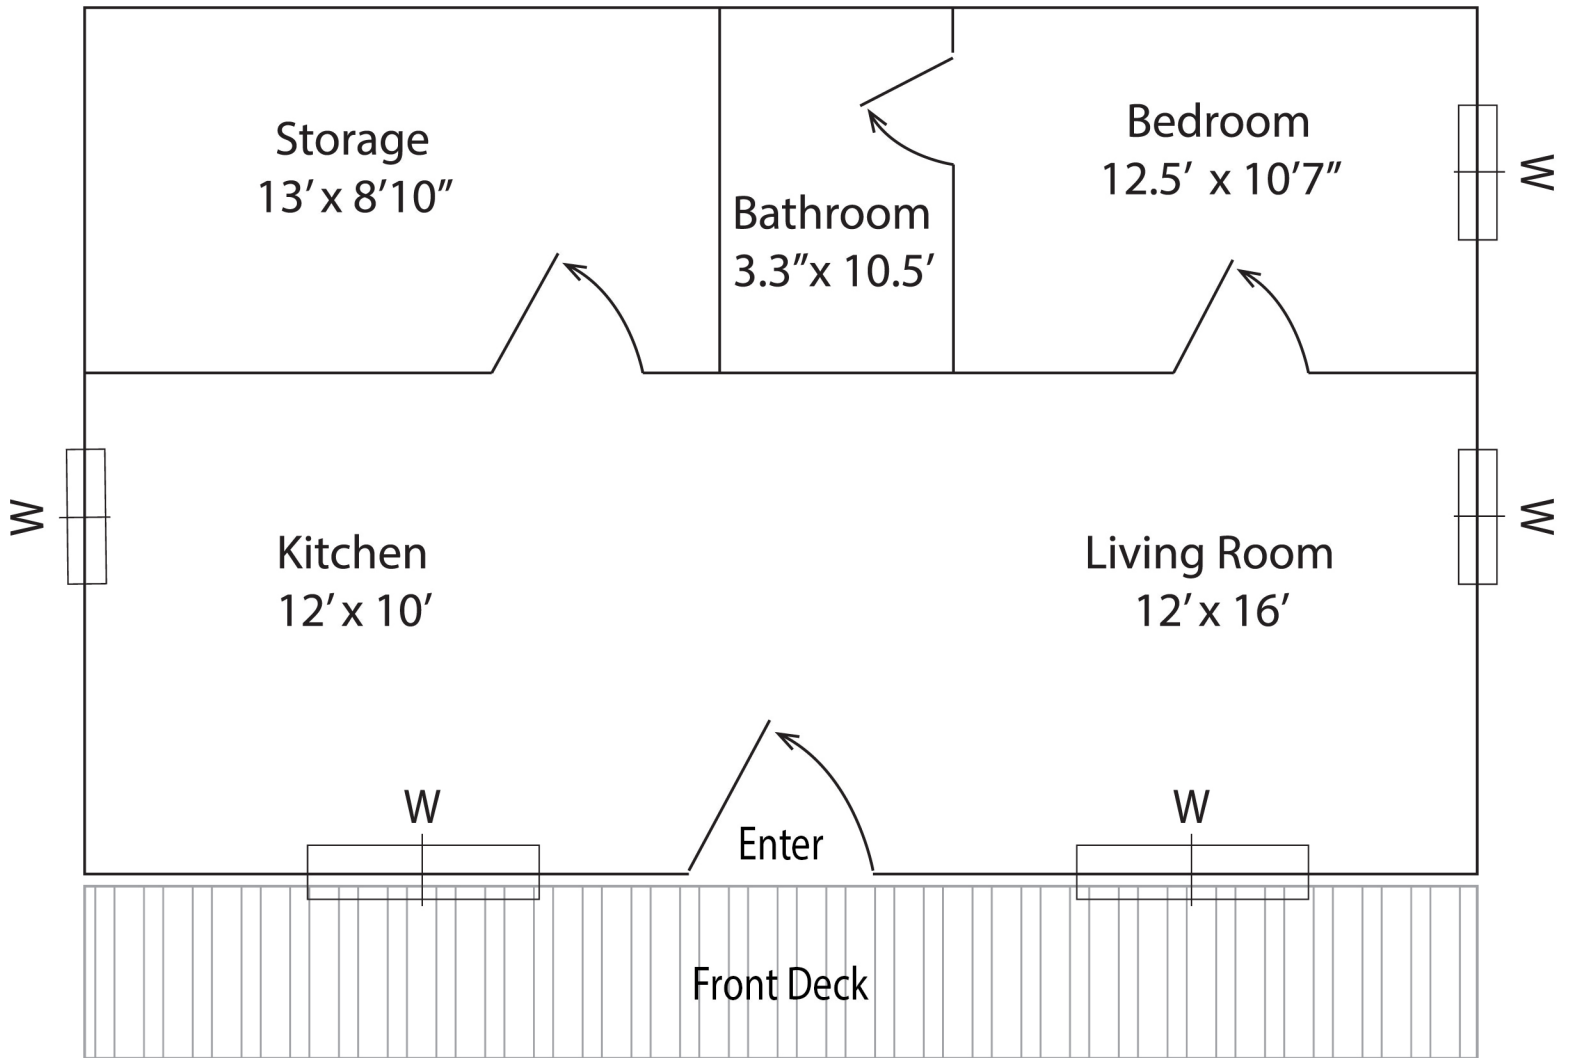 Storage
13’ x 8’10”
Bathroom
3.3”x 10.5’
Bedroom
12.5’ x 10’7”
W
W
Kitchen
12’ x 10’
Living Room
12’ x 16’
W
W
Enter
W
Front Deck